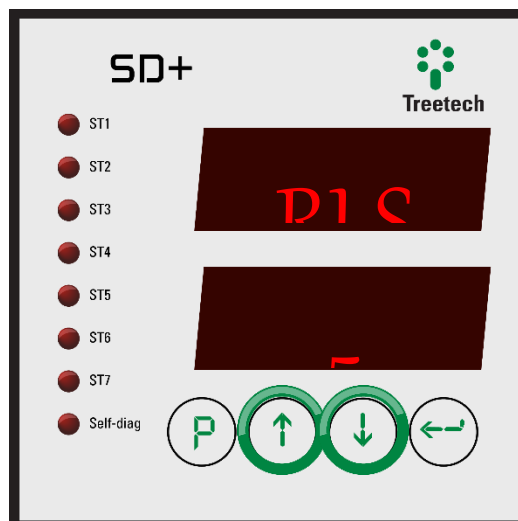 SD+
Treetech
ST1
ST2
ST3
ST4
ST5
ST6
ST7
Self-diag
P